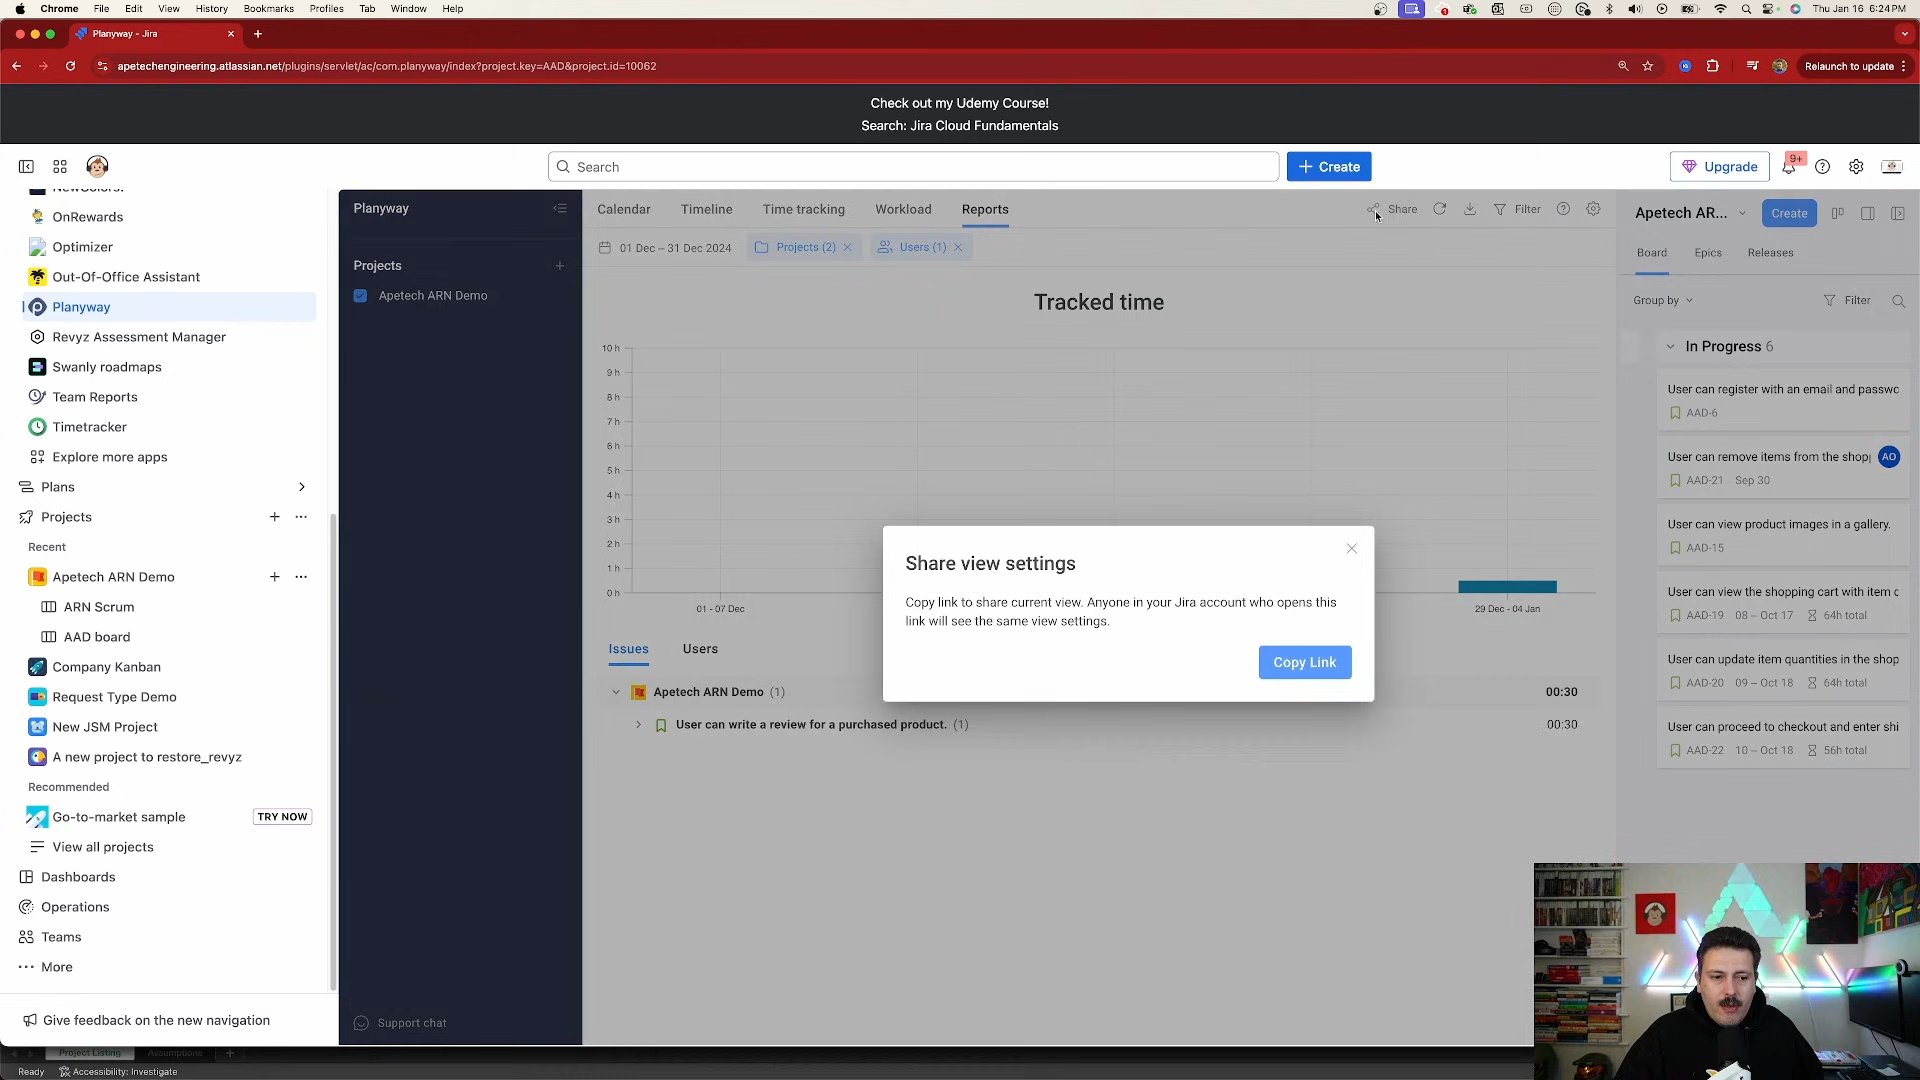 Chrome File Edit View History Bookmarks Profiles Tab Window Help
Thu Jan 16 6:24 PM
Planyway - Jira
apetechengineering.atlassian.net/plugins/servlet/ac/com.planyway/index?project.key=AAD&project.id=10062
Relaunch to update
Check out my Udemy Course!
Search: Jira Cloud Fundamentals
Search
Create
Upgrade
9+
NewColors!
OnRewards
Optimizer
Out-Of-Office Assistant
Planyway
Revyz Assessment Manager
Swanly roadmaps
Team Reports
Timetracker
Explore more apps
Plans
Projects
Recent
Apetech ARN Demo
ARN Scrum
AAD board
Company Kanban
Request Type Demo
New JSM Project
A new project to restore_revyz
Recommended
Go-to-market sample
TRY NOW
View all projects
Dashboards
Operations
Teams
More
Give feedback on the new navigation
Planyway
Projects
Apetech ARN Demo
Support chat
Calendar Timeline Time tracking Workload Reports
Share
Filter
01 Dec – 31 Dec 2024
Projects (2)
Users (1)
Tracked time
10 h
9 h
8 h
7 h
6 h
5 h
4 h
3 h
2 h
1 h
0 h
01 - 07 Dec
29 Dec - 04 Jan
Share view settings
Copy link to share current view. Anyone in your Jira account who opens this
link will see the same view settings.
Copy Link
Issues Users
Apetech ARN Demo (1) 00:30
User can write a review for a purchased product. (1) 00:30
Apetech AR...
Create
Board Epics Releases
Group by
Filter
In Progress 6
User can register with an email and passwo
AAD-6
User can remove items from the shop
AO
AAD-21 Sep 30
User can view product images in a gallery.
AAD-15
User can view the shopping cart with item
AAD-19 08 – Oct 17 64h total
User can update item quantities in the shop
AAD-20 09 – Oct 18 64h total
User can proceed to checkout and enter shi
AAD-22 10 – Oct 18 56h total
Project Listing Assumptions
Ready Accessibility: Investigate